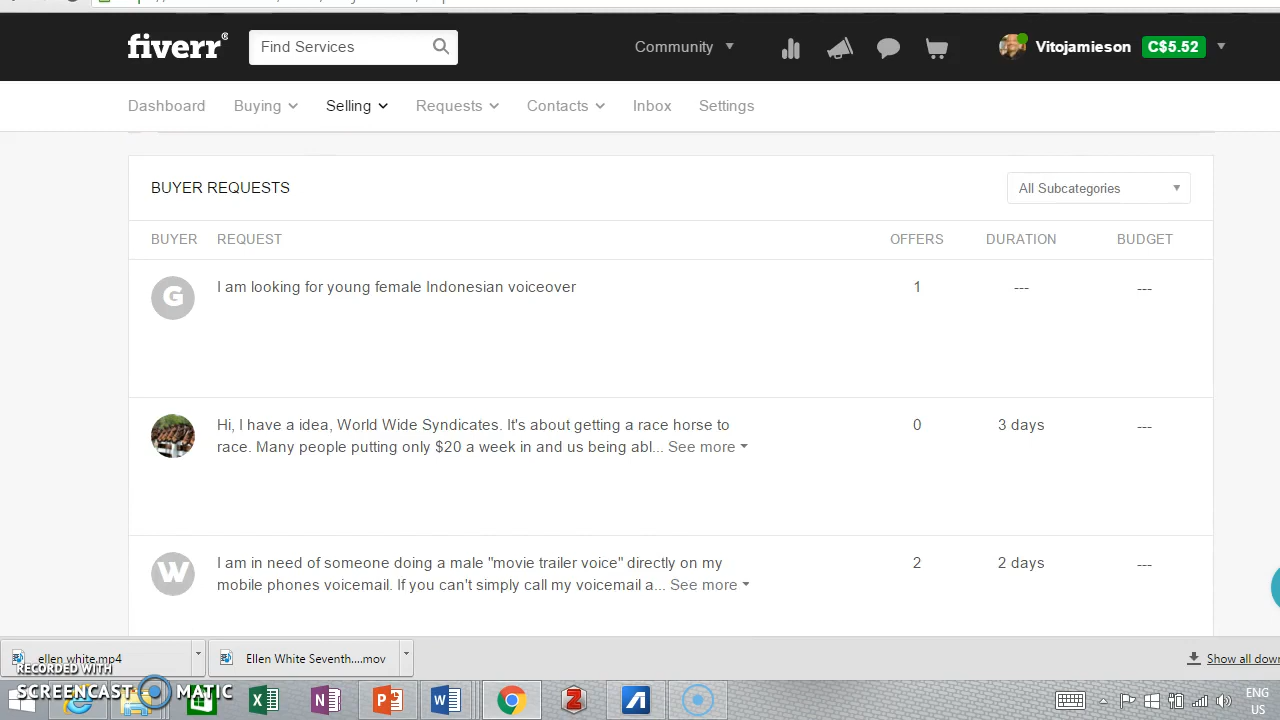 fiverr®
Find Services
Community
Vitojamieson
C$5.52
Dashboard
Buying
Selling
Requests
Contacts
Inbox
Settings
BUYER REQUESTS
All Subcategories
BUYER REQUEST OFFERS DURATION BUDGET
G
I am looking for young female Indonesian voiceover 1 --- ---
Hi, I have a idea, World Wide Syndicates. It's about getting a race horse to
race. Many people putting only $20 a week in and us being abl... See more
0 3 days ---
W
I am in need of someone doing a male "movie trailer voice" directly on my
mobile phones voicemail. If you can't simply call my voicemail a... See more
2 2 days ---
ellen white.mp4
Ellen White Seventh....mov
Show all down
RECORDED WITH
SCREENCAST MATIC
ENG
US